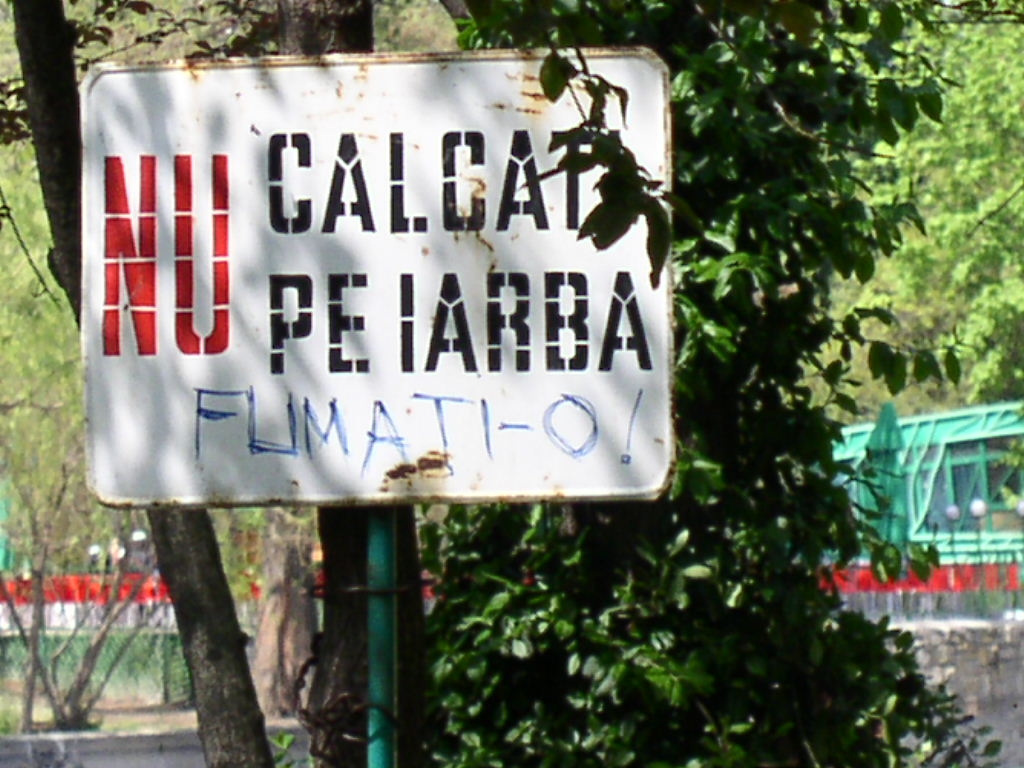 NU CALCAT
PE IARBA
FUMATI-O!